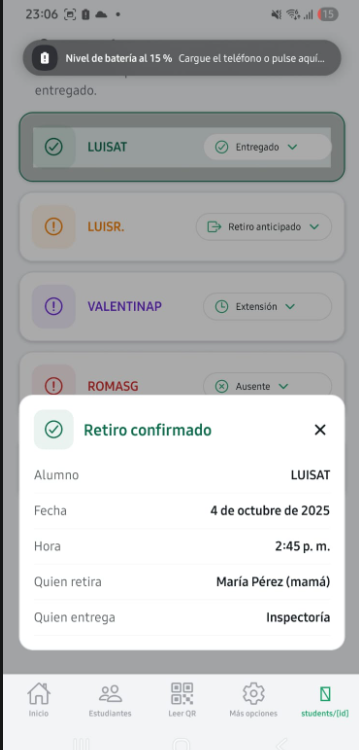 23:06
15
Nivel de batería al 15 % Cargue el teléfono o pulse aquí...
entregado.
LUISAT
Entregado
LUISR.
Retiro anticipado
VALENTINAP
Extensión
ROMASG
Ausente
Retiro confirmado
Alumno LUISAT
Fecha 4 de octubre de 2025
Hora 2:45 p. m.
Quien retira María Pérez (mamá)
Quien entrega Inspectoría
Inicio
Estudiantes
Leer QR
Más opciones
students/[id]